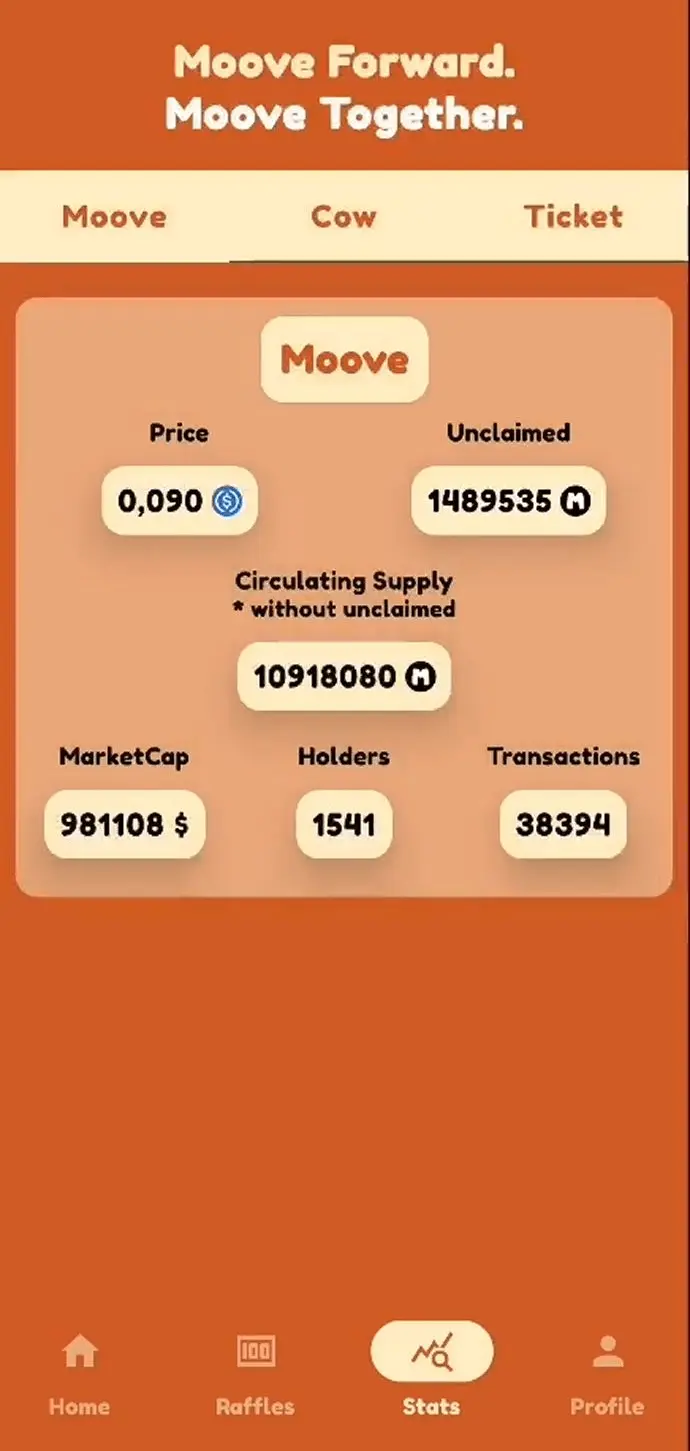 Moove Forward.
Moove Together.
Moove Cow Ticket
Moove
Price Unclaimed
0,090 1489535
Circulating Supply
* without unclaimed
10918080
MarketCap Holders Transactions
981108 $ 1541 38394
Home Raffles Stats Profile